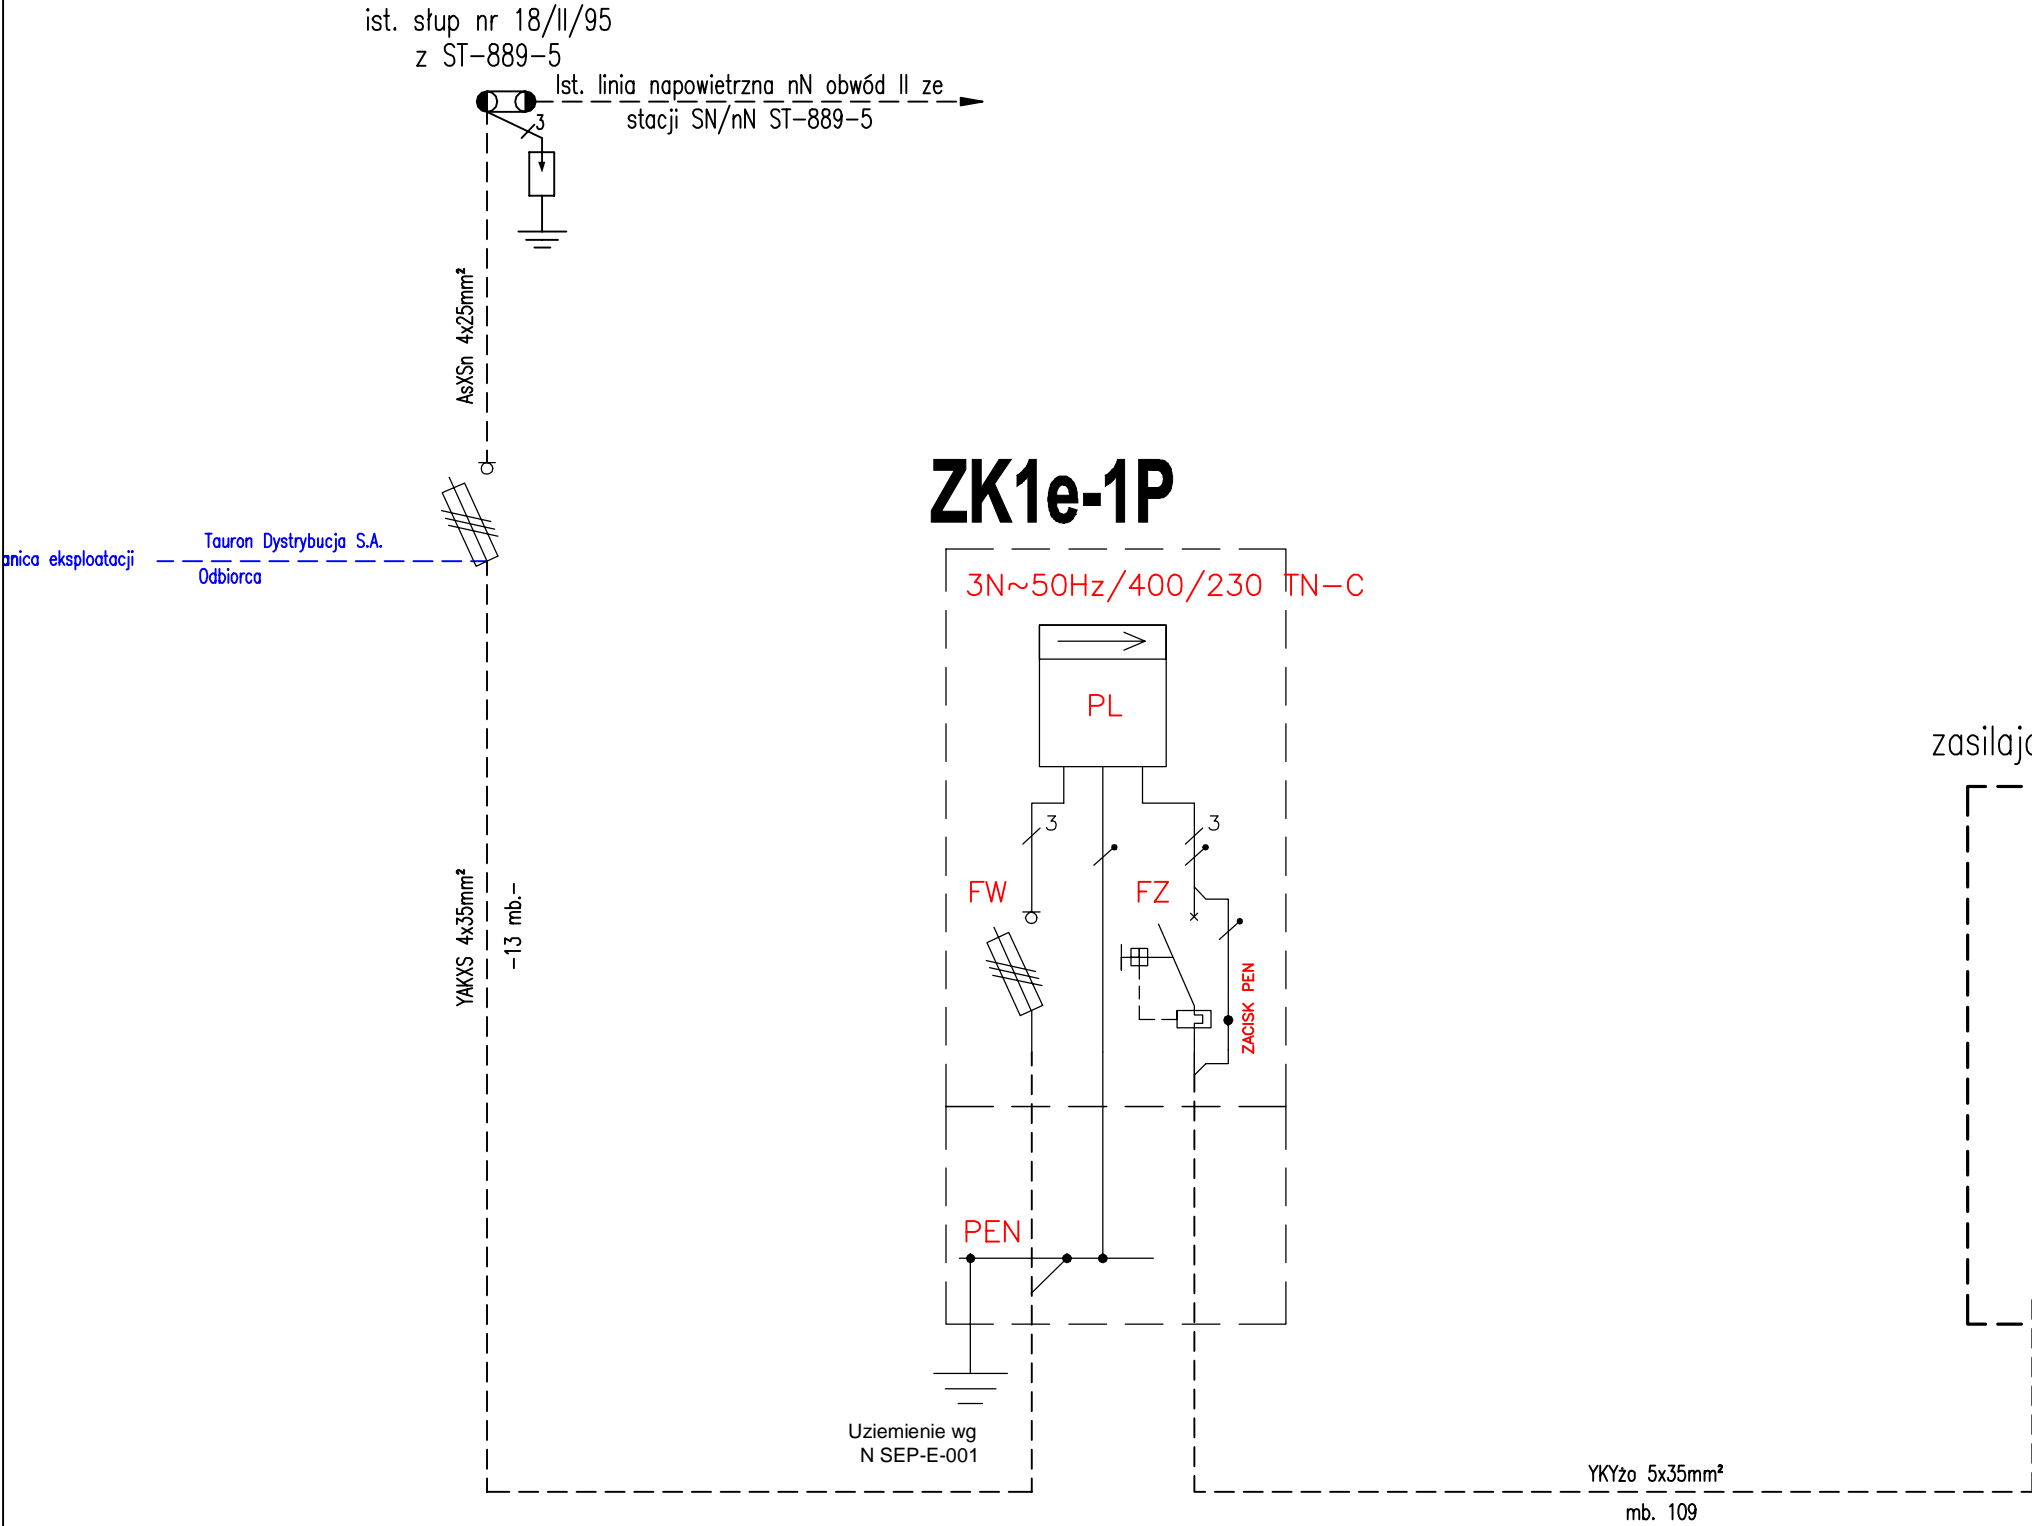 ist. słup nr 18/II/95
z ST-889-5
Ist. linia napowietrzna nN obwód II ze
stacji SN/nN ST-889-5
3
AsXSn 4x25mm²
Tauron Dystrybucja S.A.
eksploatacji
Odbiorca
YAKXS 4x35mm²
-13 mb.-
ZK1e-1P
3N~50Hz/400/230 TN-C
PL
3
3
FW
FZ
ZACISK PEN
PEN
Uziemienie wg
N SEP-E-001
YKYżo 5x35mm²
mb. 109